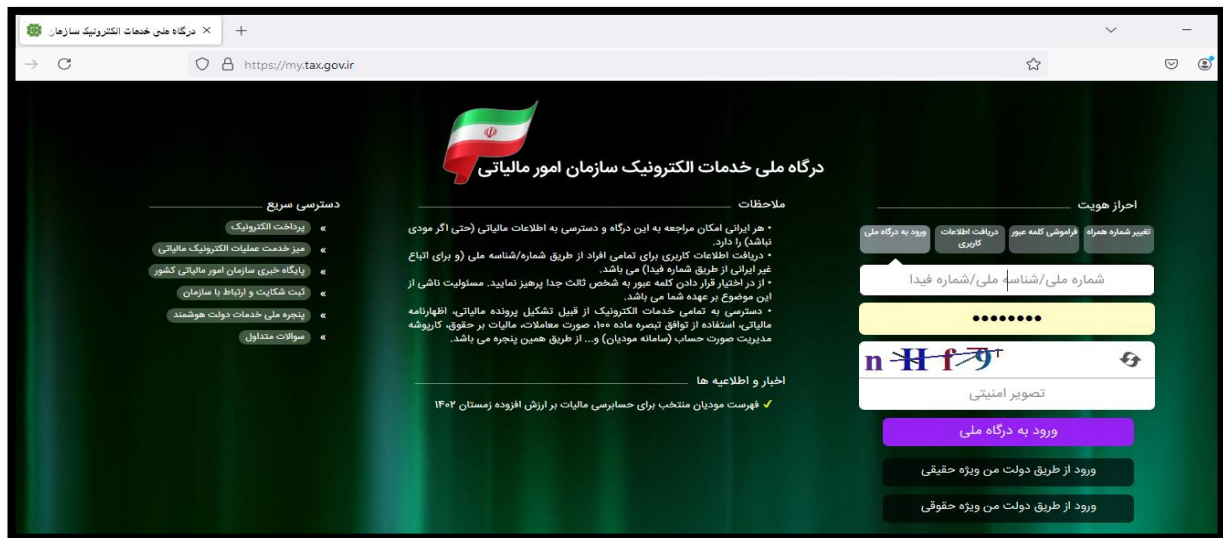 درگاه ملی خدمات الکترونیک سازمان
https://my.tax.gov.ir
درگاه ملی خدمات الکترونیک سازمان امور مالیاتی
احراز هویت
تغییر شماره همراه
فراموشی کلمه عبور
دریافت اطلاعات
کاربری
ورود به درگاه ملی
شماره ملی/شناسه ملی/شماره فیدا
n H f 9
تصویر امنیتی
ورود به درگاه ملی
ورود از طریق دولت من ویژه حقیقی
ورود از طریق دولت من ویژه حقوقی
ملاحظات
• هر ایرانی امکان مراجعه به این درگاه و دسترسی به اطلاعات مالیاتی (حتی اگر مودی
نباشد) را دارد.
• دریافت اطلاعات کاربری برای تمامی افراد از طریق شماره/شناسه ملی (و برای اتباع
غیر ایرانی از طریق شماره فیدا) می باشد.
• از در اختیار قرار دادن کلمه عبور به شخص ثالث جدا پرهیز نمایید. مسئولیت ناشی از
این موضوع بر عهده شما می باشد.
• دسترسی به تمامی خدمات الکترونیک از قبیل تشکیل پرونده مالیاتی، اظهارنامه
مالیاتی، استفاده از توافق تبصره ماده ۱۰۰، صورت معاملات، مالیات بر حقوق، کارپوشه
مدیریت صورت حساب (سامانه مودیان) و... از طریق همین پنجره می باشد.
اخبار و اطلاعیه ها
فهرست مودیان منتخب برای حسابرسی مالیات بر ارزش افزوده زمستان ۱۴۰۲
دسترسی سریع
» پرداخت الکترونیک
» میز خدمت عملیات الکترونیک مالیاتی
» پایگاه خبری سازمان امور مالیاتی کشور
» ثبت شکایت و ارتباط با سازمان
» پنجره ملی خدمات دولت هوشمند
» سوالات متداول